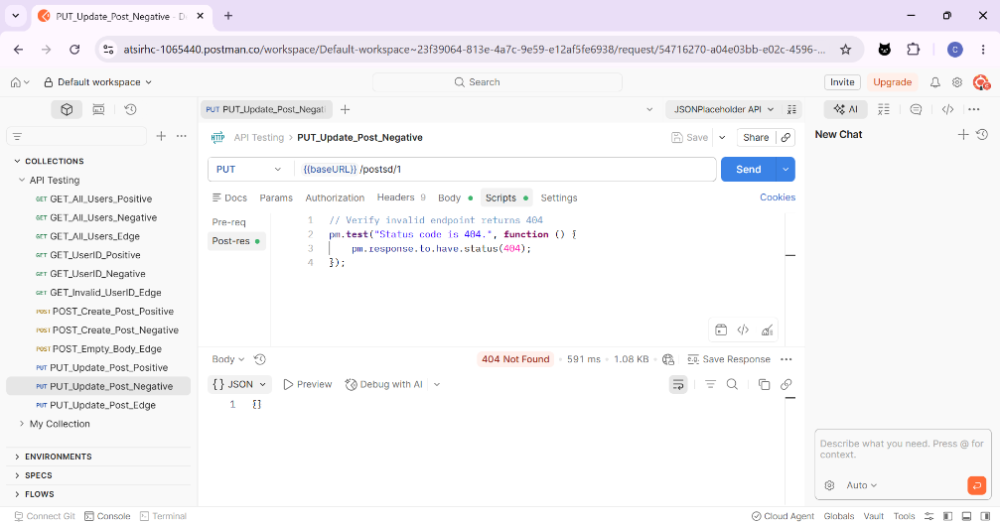 PUT_Update_Post_Negative - De
atsirhc-1065440.postman.co/workspace/Default-workspace~23f39064-813e-4a7c-9e59-e12af5fe6938/request/54716270-a04e03bb-e02c-4596-...
C
Default workspace
Search
Invite
Upgrade
PUT PUT_Update_Post_Negati
JSONPlaceholder API
AI
COLLECTIONS
API Testing
GET GET_All_Users_Positive
GET GET_All_Users_Negative
GET GET_All_Users_Edge
GET GET_UserID_Positive
GET GET_UserID_Negative
GET GET_Invalid_UserID_Edge
POST POST_Create_Post_Positive
POST POST_Create_Post_Negative
POST POST_Empty_Body_Edge
PUT PUT_Update_Post_Positive
PUT PUT_Update_Post_Negative
PUT PUT_Update_Post_Edge
My Collection
ENVIRONMENTS
SPECS
FLOWS
HTTP API Testing > PUT_Update_Post_Negative
Save
Share
PUT
{{baseURL}} /postsd/1
Send
Docs Params Authorization Headers 9 Body Scripts Settings
Cookies
Pre-req
Post-res
1 // Verify invalid endpoint returns 404
2 pm.test("Status code is 404.", function () {
3 pm.response.to.have.status(404);
4 });
Body
404 Not Found • 591 ms • 1.08 KB
Save Response
{} JSON
Preview
Debug with AI
1 {}
New Chat
Describe what you need. Press @ for
context.
Auto
Connect Git Console Terminal
Cloud Agent Globals Vault Tools